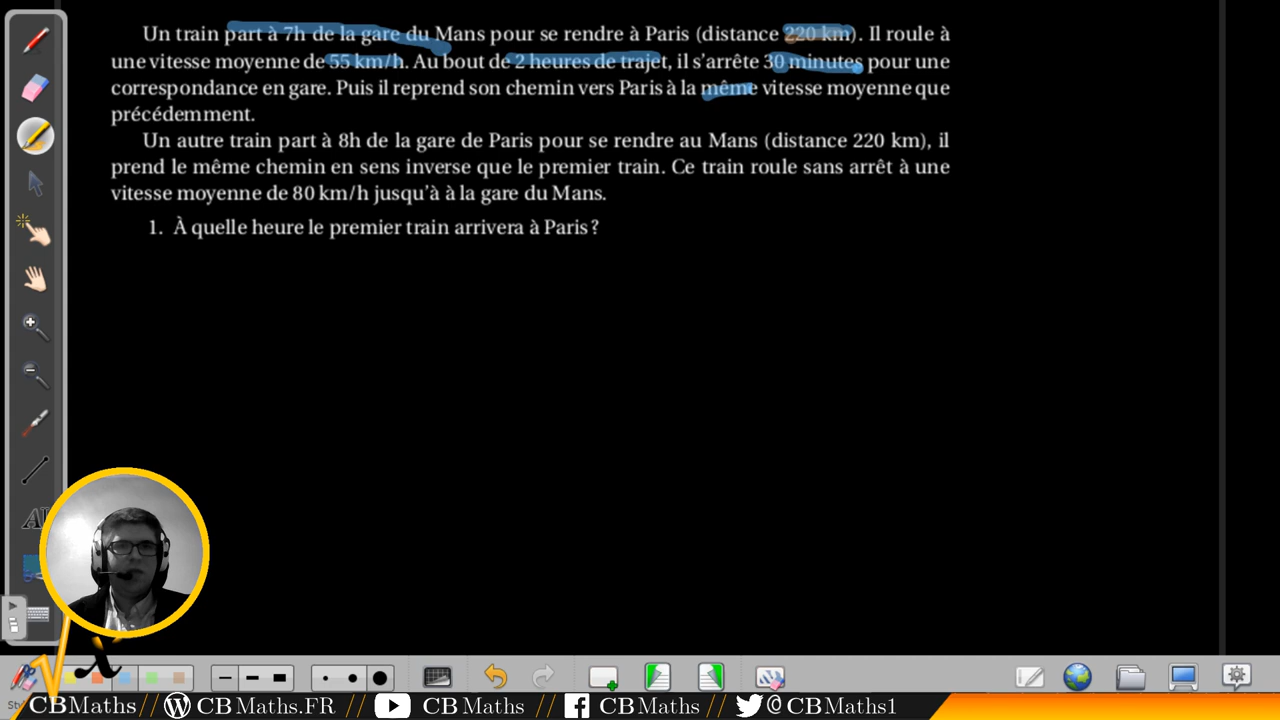 Un train part à 7h de la gare du Mans pour se rendre à Paris (distance 220 km). Il roule à
une vitesse moyenne de 55 km/h. Au bout de 2 heures de trajet, il s'arrête 30 minutes pour une
correspondance en gare. Puis il reprend son chemin vers Paris à la même vitesse moyenne que
précédemment.
Un autre train part à 8h de la gare de Paris pour se rendre au Mans (distance 220 km), il
prend le même chemin en sens inverse que le premier train. Ce train roule sans arrêt à une
vitesse moyenne de 80 km/h jusqu'à à la gare du Mans.
1. À quelle heure le premier train arrivera à Paris ?
CBMaths // CBMaths.FR // CBMaths // CBMaths // @CBMaths1